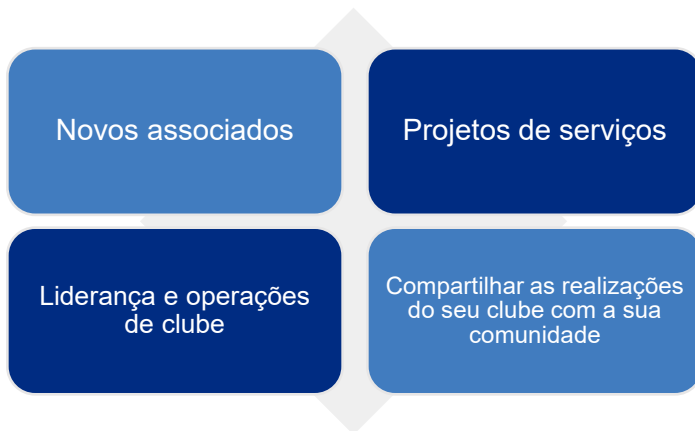 Novos associados
Projetos de serviços
Liderança e operações
de clube
Compartilhar as realizações
do seu clube com a sua
comunidade